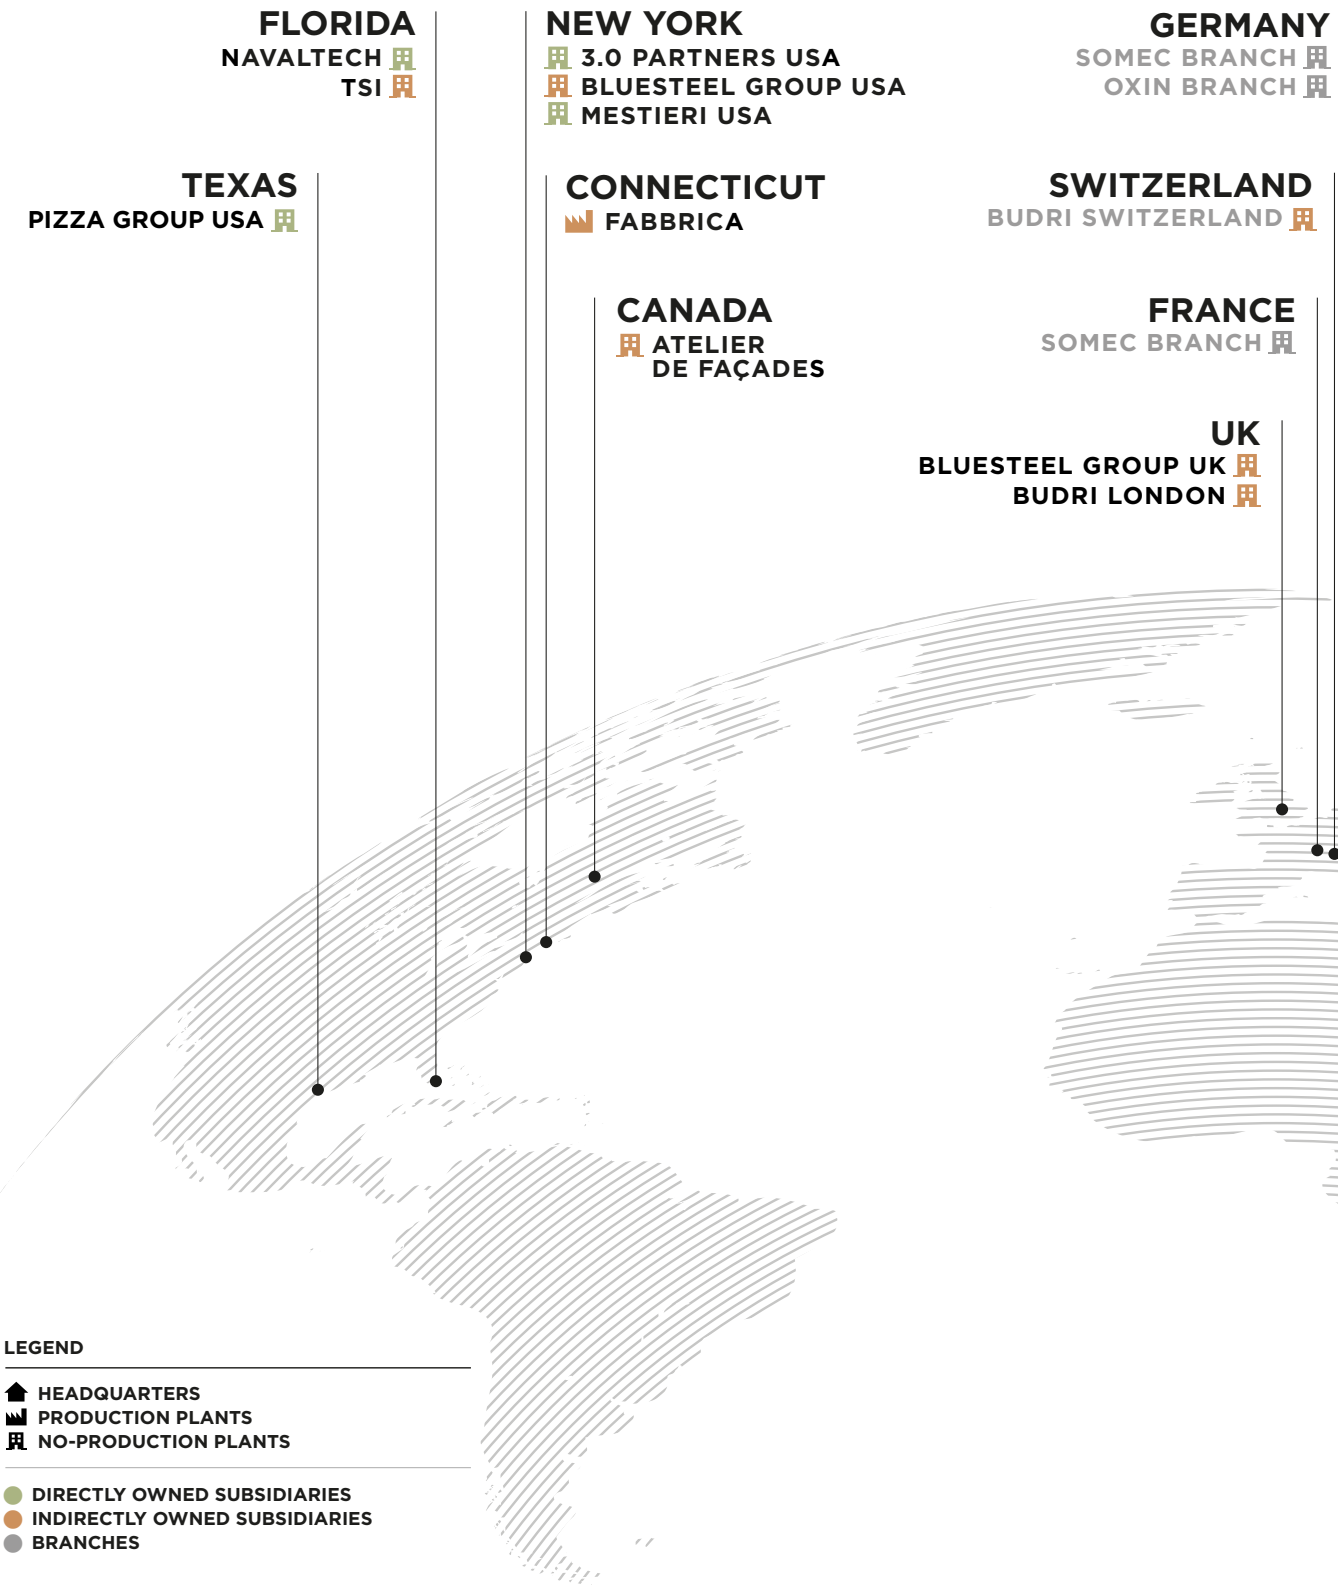 FLORIDA
NAVALTECH
TSI
NEW YORK
3.0 PARTNERS USA
BLUESTEEL GROUP USA
MESTIERI USA
GERMANY
SOMEC BRANCH
OXIN BRANCH
TEXAS
PIZZA GROUP USA
CONNECTICUT
FABBRICA
SWITZERLAND
BUDRI SWITZERLAND
CANADA
ATELIER
DE FAÇADES
FRANCE
SOMEC BRANCH
UK
BLUESTEEL GROUP UK
BUDRI LONDON
LEGEND
HEADQUARTERS
PRODUCTION PLANTS
NO-PRODUCTION PLANTS
DIRECTLY OWNED SUBSIDIARIES
INDIRECTLY OWNED SUBSIDIARIES
BRANCHES